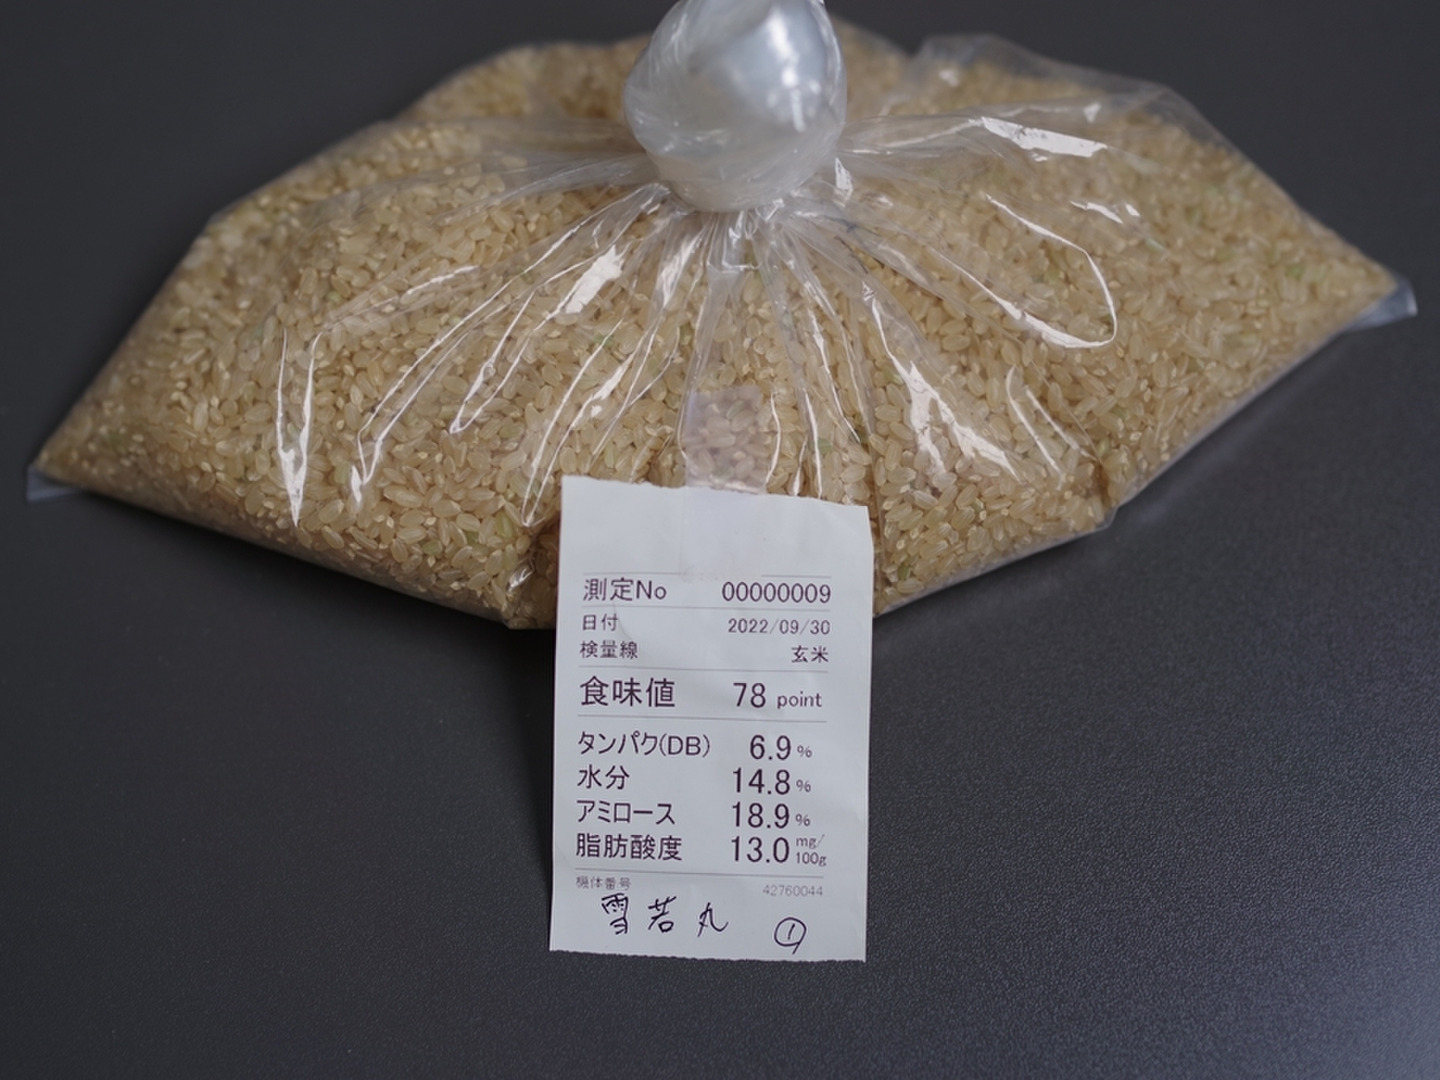 測定No 00000009
日付 2022/09/30
検量線 玄米
食味値 78 point
タンパク(DB) 6.9 %
水分 14.8 %
アミロース 18.9 %
脂肪酸度 13.0 mg/100g
機体番号 42760044
雪若丸 ①